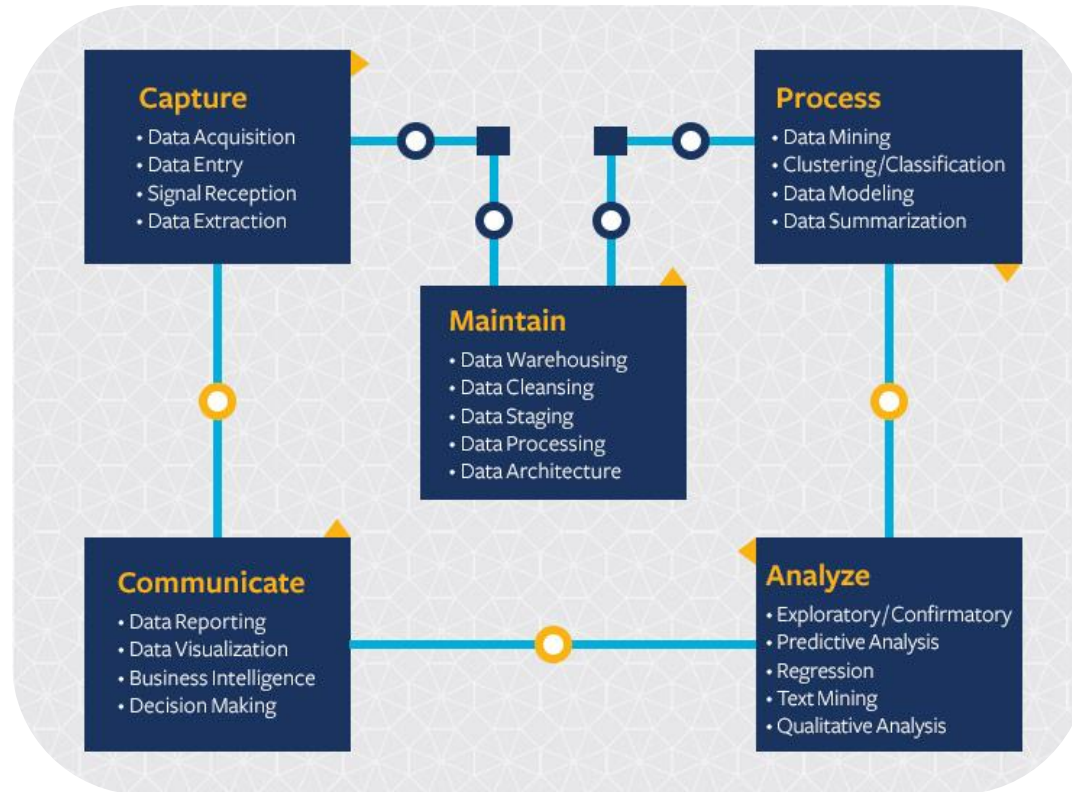 Capture
• Data Acquisition
• Data Entry
• Signal Reception
• Data Extraction
Process
• Data Mining
• Clustering/Classification
• Data Modeling
• Data Summarization
Maintain
• Data Warehousing
• Data Cleansing
• Data Staging
• Data Processing
• Data Architecture
Communicate
• Data Reporting
• Data Visualization
• Business Intelligence
• Decision Making
Analyze
• Exploratory/Confirmatory
• Predictive Analysis
• Regression
• Text Mining
• Qualitative Analysis